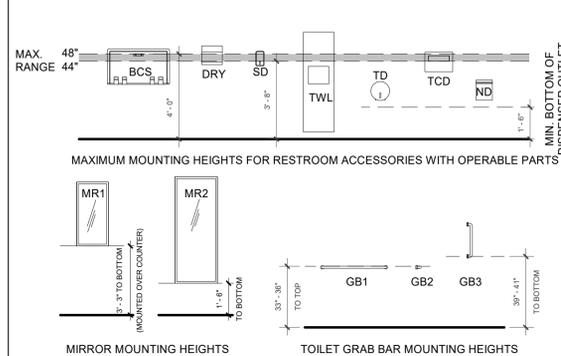 MAX. 48"
RANGE 44"
BCS
DRY
SD
TWL
TD
TCD
ND
4' - 0"
3' - 8"
1' - 6"
MIN. BOTTOM OF
DISPENSER OUTLET
MAXIMUM MOUNTING HEIGHTS FOR RESTROOM ACCESSORIES WITH OPERABLE PARTS
MR1
MR2
3' - 3" TO BOTTOM
(MOUNTED OVER COUNTER)
1' - 6"
TO BOTTOM
MIRROR MOUNTING HEIGHTS
GB1
GB2
GB3
33" - 36"
TO TOP
39" - 41"
TO BOTTOM
TOILET GRAB BAR MOUNTING HEIGHTS